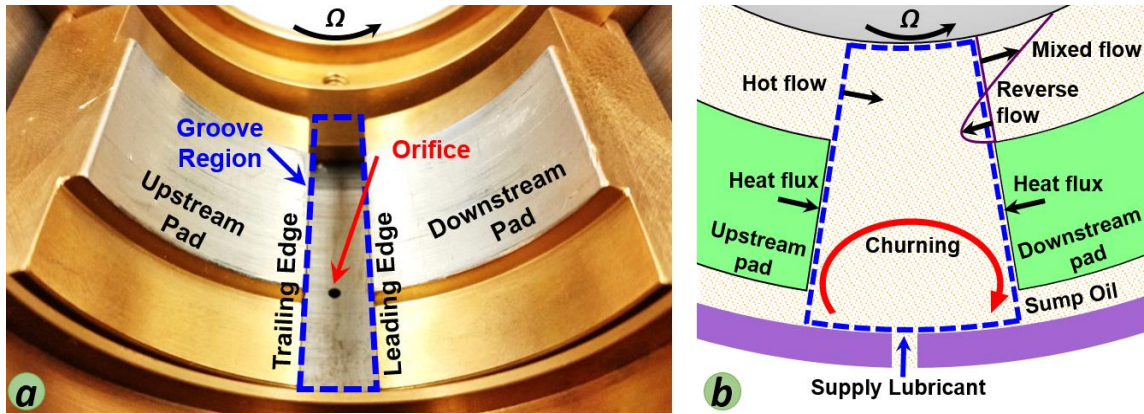 Ω
Groove
Region
Orifice
Upstream
Pad
Downstream
Pad
Trailing Edge
Leading Edge
a
Ω
Mixed flow
Hot flow
Reverse
flow
Heat flux
Heat flux
Upstream
pad
Churning
Downstream
pad
Sump Oil
Supply Lubricant
b